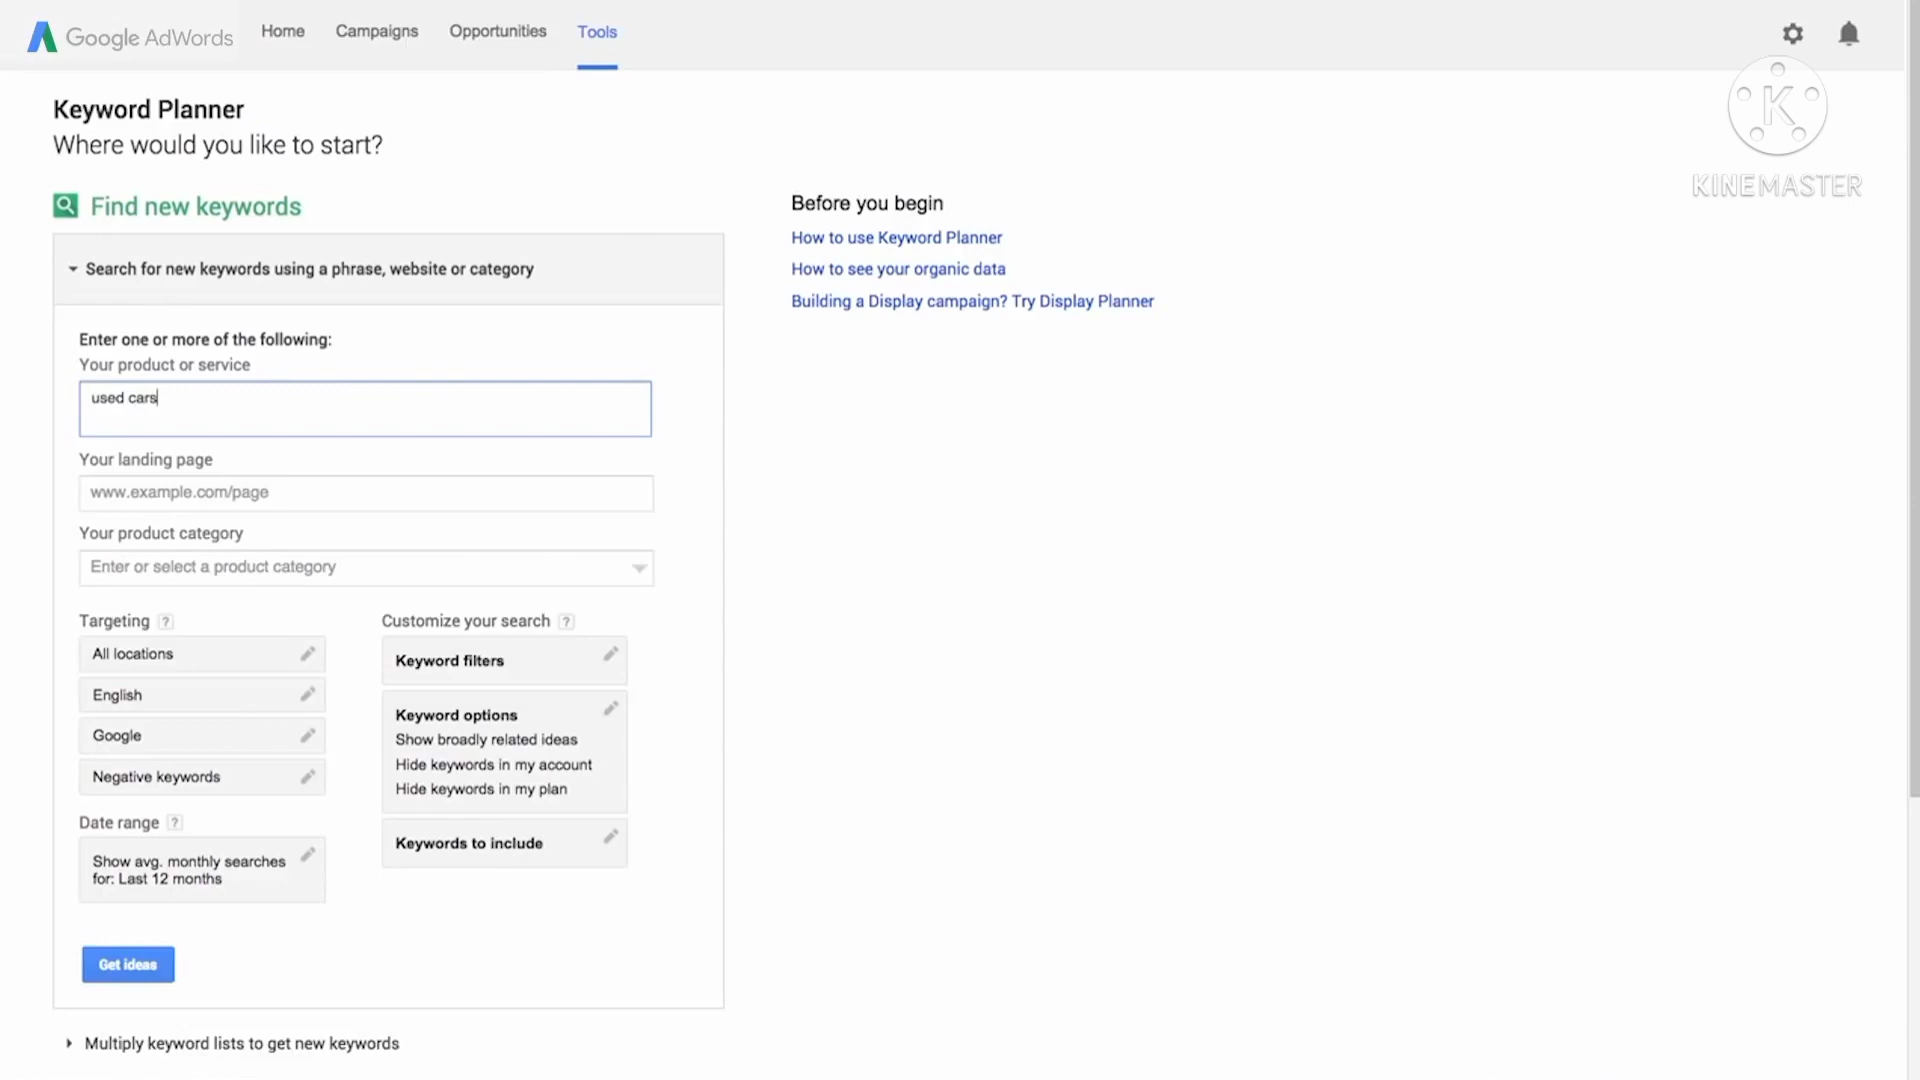 Google AdWords
Home
Campaigns
Opportunities
Tools
K
KINEMASTER
Keyword Planner
Where would you like to start?
Find new keywords
Search for new keywords using a phrase, website or category
Enter one or more of the following:
Your product or service
used cars
Your landing page
www.example.com/page
Your product category
Enter or select a product category
Targeting ?
All locations
English
Google
Negative keywords
Date range ?
Show avg. monthly searches
for: Last 12 months
Customize your search ?
Keyword filters
Keyword options
Show broadly related ideas
Hide keywords in my account
Hide keywords in my plan
Keywords to include
Get ideas
Multiply keyword lists to get new keywords
Before you begin
How to use Keyword Planner
How to see your organic data
Building a Display campaign? Try Display Planner